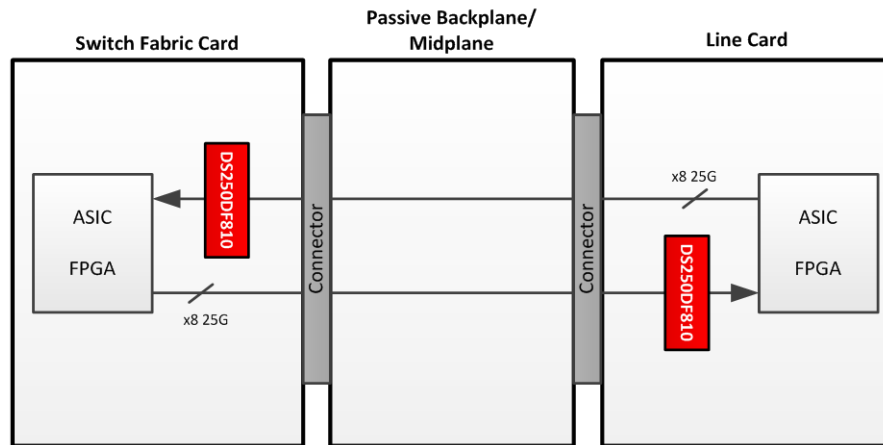 Passive Backplane/
Midplane
Switch Fabric Card
Line Card
DS250DF810
x8 25G
ASIC
FPGA
Connector
Connector
ASIC
FPGA
DS250DF810
x8 25G